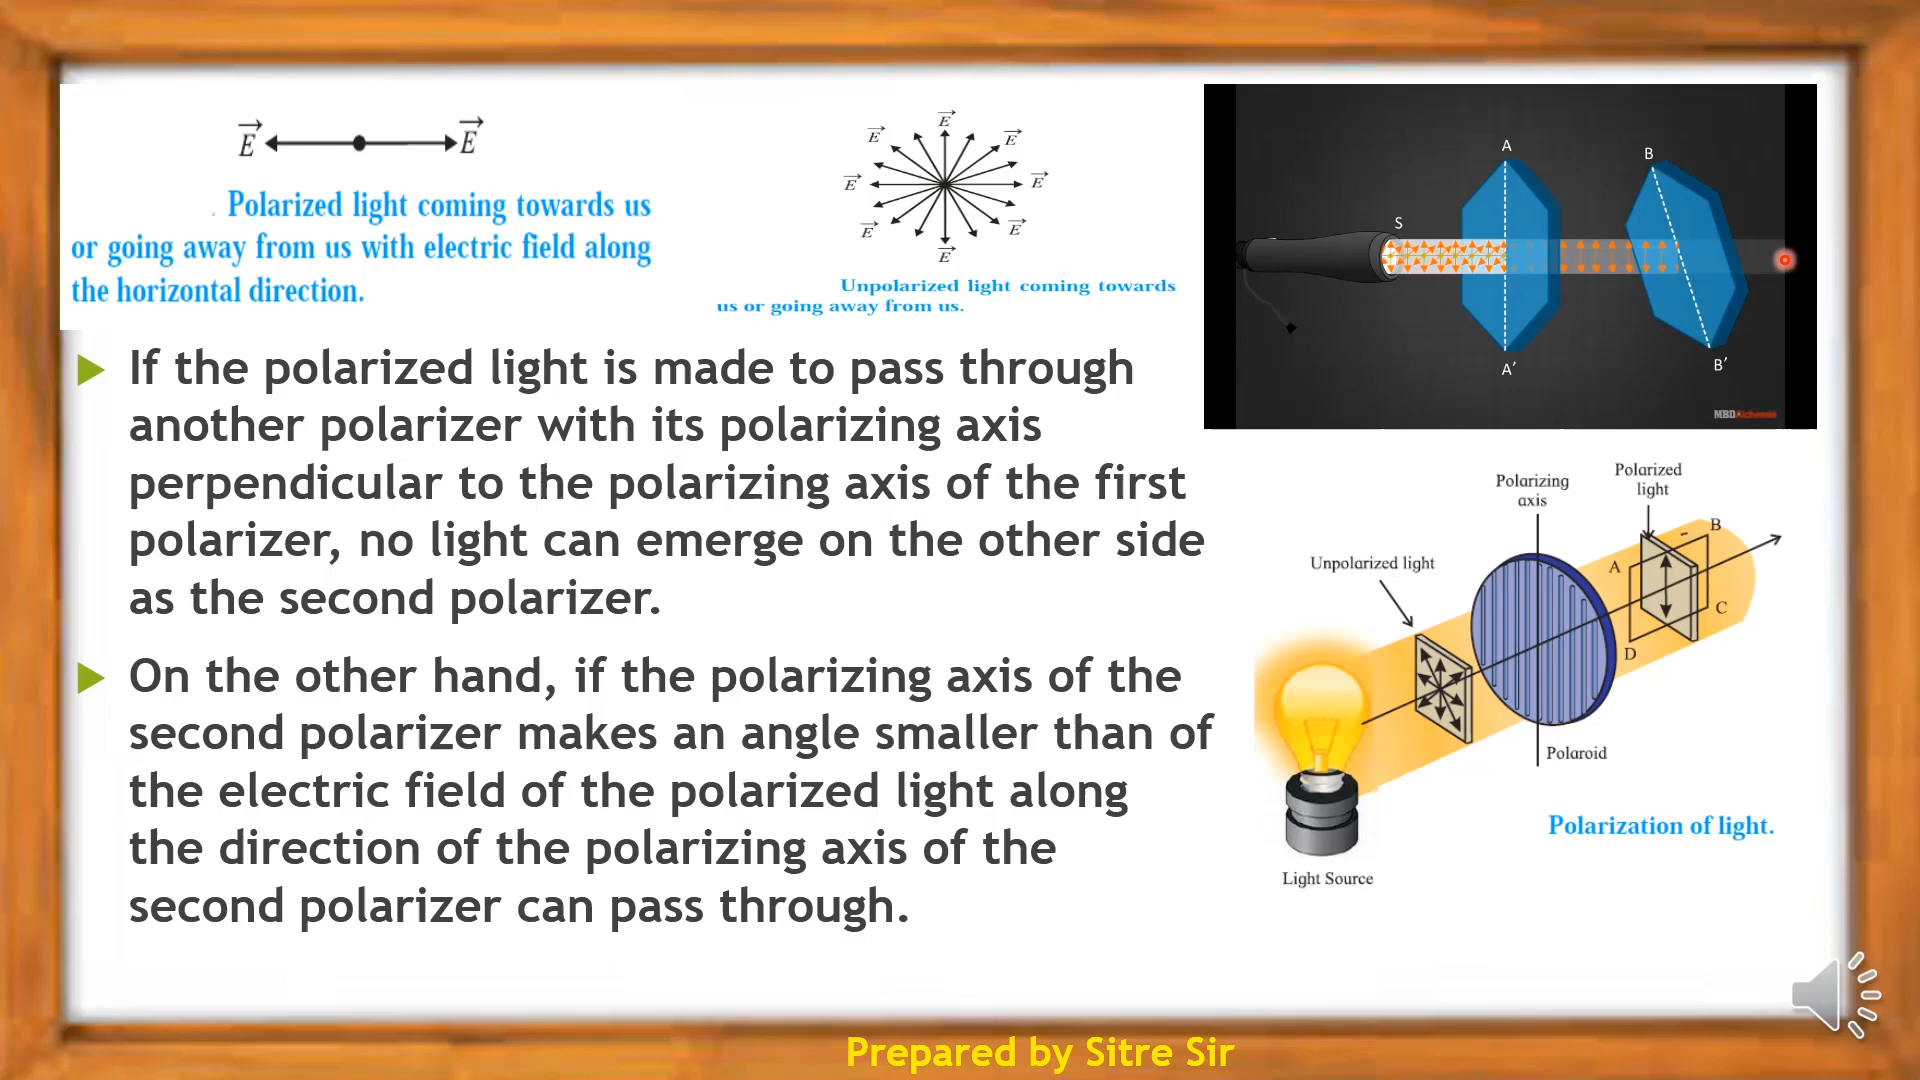 E E
Polarized light coming towards us
or going away from us with electric field along
the horizontal direction.
E
E E
E E
E E
E
Unpolarized light coming towards
us or going away from us.
A
B
S
A′
B′
MBDAlchemie
If the polarized light is made to pass through
another polarizer with its polarizing axis
perpendicular to the polarizing axis of the first
polarizer, no light can emerge on the other side
as the second polarizer.
On the other hand, if the polarizing axis of the
second polarizer makes an angle smaller than of
the electric field of the polarized light along
the direction of the polarizing axis of the
second polarizer can pass through.
Polarizing
axis
Polarized
light
Unpolarized light
A
B
C
D
Polaroid
Light Source
Polarization of light.
Prepared by Sitre Sir